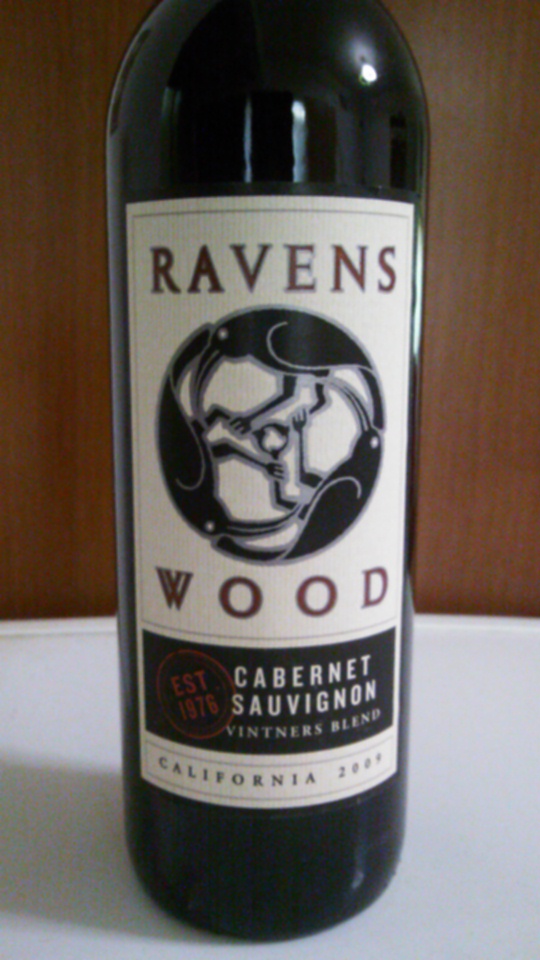 RAVENS
WOOD
EST
1976
CABERNET
SAUVIGNON
VINTNERS BLEND
CALIFORNIA 2009